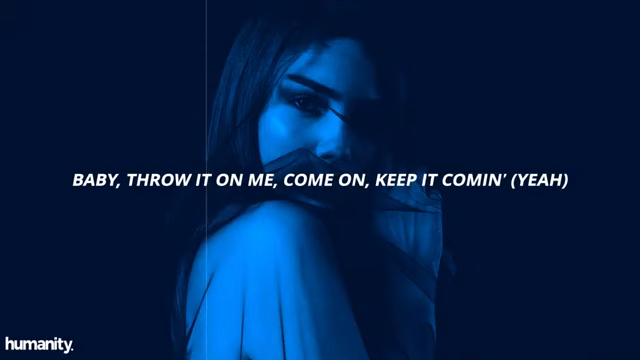 BABY, THROW IT ON ME, COME ON, KEEP IT COMIN' (YEAH)
humanity.